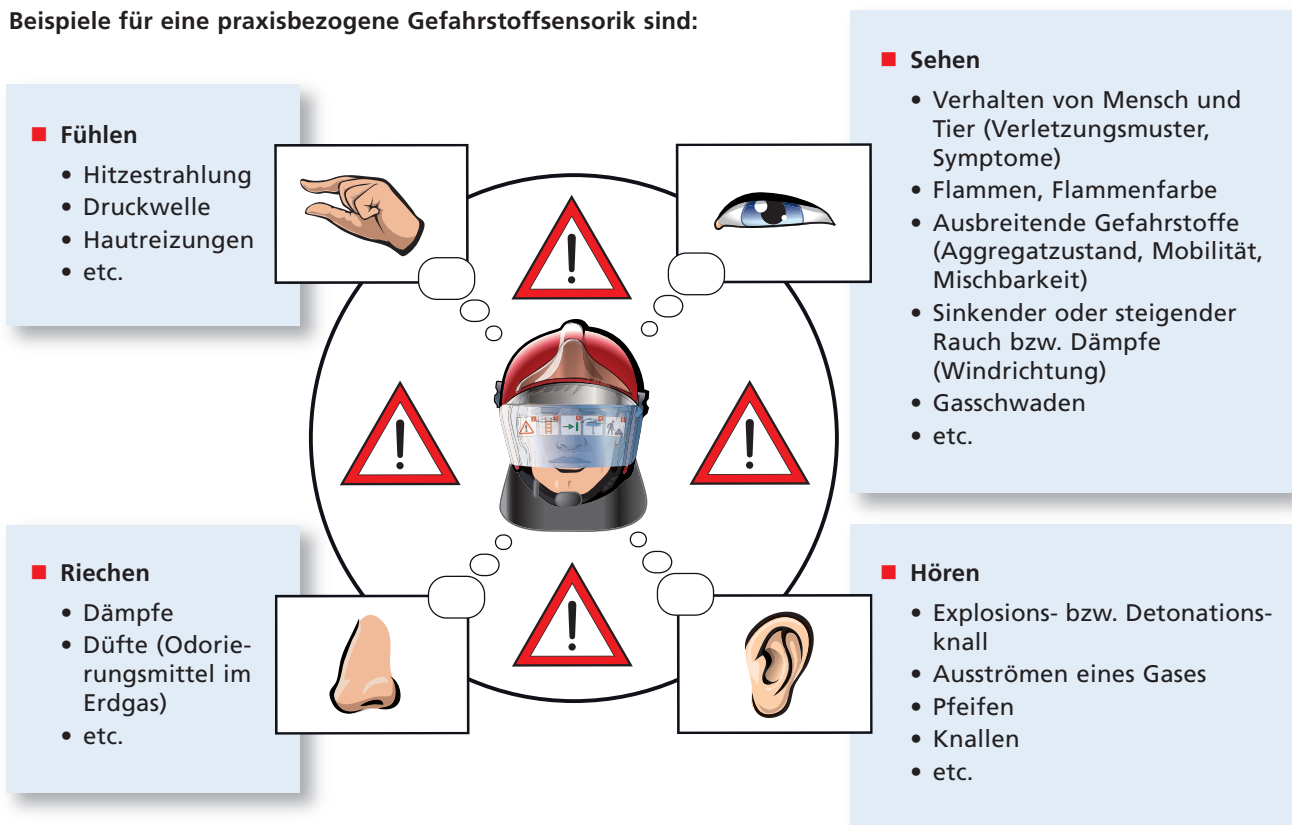 Beispiele für eine praxisbezogene Gefahrstoffsensorik sind:
Fühlen
• Hitzestrahlung
• Druckwelle
• Hautreizungen
• etc.
Sehen
• Verhalten von Mensch und
Tier (Verletzungsmuster,
Symptome)
• Flammen, Flammenfarbe
• Ausbreitende Gefahrstoffe
(Aggregatzustand, Mobilität,
Mischbarkeit)
• Sinkender oder steigender
Rauch bzw. Dämpfe
(Windrichtung)
• Gasschwaden
• etc.
Riechen
• Dämpfe
• Düfte (Odorie-
rungsmittel im
Erdgas)
• etc.
Hören
• Explosions- bzw. Detonations-
knall
• Ausströmen eines Gases
• Pfeifen
• Knallen
• etc.